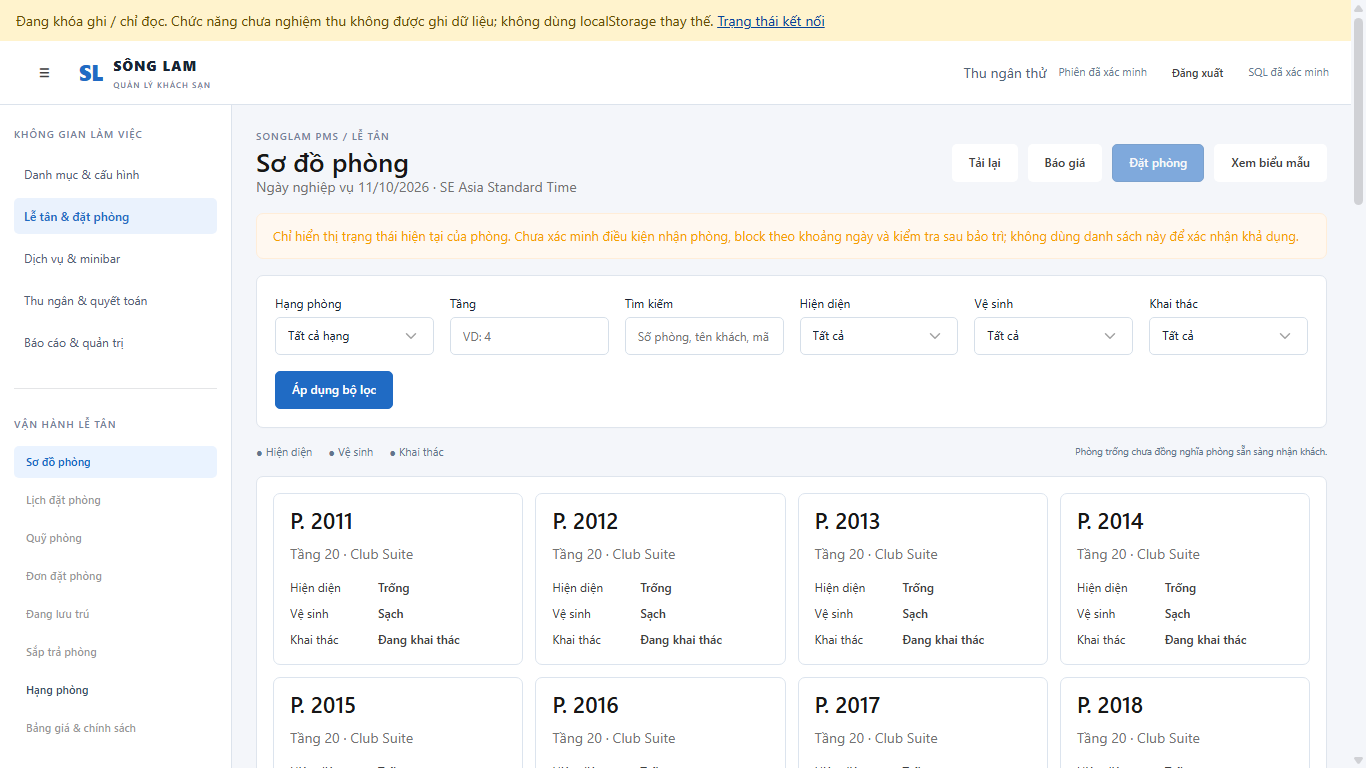 Đang khóa ghi / chỉ đọc. Chức năng chưa nghiệm thu không được ghi dữ liệu; không dùng localStorage thay thế. Trạng thái kết nối
☰ SL SÔNG LAM
QUẢN LÝ KHÁCH SẠN
Thu ngân thử Phiên đã xác minh Đăng xuất SQL đã xác minh
KHÔNG GIAN LÀM VIỆC
Danh mục & cấu hình
Lễ tân & đặt phòng
Dịch vụ & minibar
Thu ngân & quyết toán
Báo cáo & quản trị
VẬN HÀNH LỄ TÂN
Sơ đồ phòng
Lịch đặt phòng
Quỹ phòng
Đơn đặt phòng
Đang lưu trú
Sắp trả phòng
Hạng phòng
Bảng giá & chính sách
SONGLAM PMS / LỄ TÂN
Sơ đồ phòng
Ngày nghiệp vụ 11/10/2026 · SE Asia Standard Time
Tải lại Báo giá Đặt phòng Xem biểu mẫu
Chỉ hiển thị trạng thái hiện tại của phòng. Chưa xác minh điều kiện nhận phòng, block theo khoảng ngày và kiểm tra sau bảo trì; không dùng danh sách này để xác nhận khả dụng.
Hạng phòng Tầng Tìm kiếm Hiện diện Vệ sinh Khai thác
Tất cả hạng VD: 4 Số phòng, tên khách, mã Tất cả Tất cả Tất cả
Áp dụng bộ lọc
● Hiện diện ● Vệ sinh ● Khai thác
Phòng trống chưa đồng nghĩa phòng sẵn sàng nhận khách.
P. 2011 P. 2012 P. 2013 P. 2014
Tầng 20 · Club Suite Tầng 20 · Club Suite Tầng 20 · Club Suite Tầng 20 · Club Suite
Hiện diện Trống Hiện diện Trống Hiện diện Trống Hiện diện Trống
Vệ sinh Sạch Vệ sinh Sạch Vệ sinh Sạch Vệ sinh Sạch
Khai thác Đang khai thác Khai thác Đang khai thác Khai thác Đang khai thác Khai thác Đang khai thác
P. 2015 P. 2016 P. 2017 P. 2018
Tầng 20 · Club Suite Tầng 20 · Club Suite Tầng 20 · Club Suite Tầng 20 · Club Suite